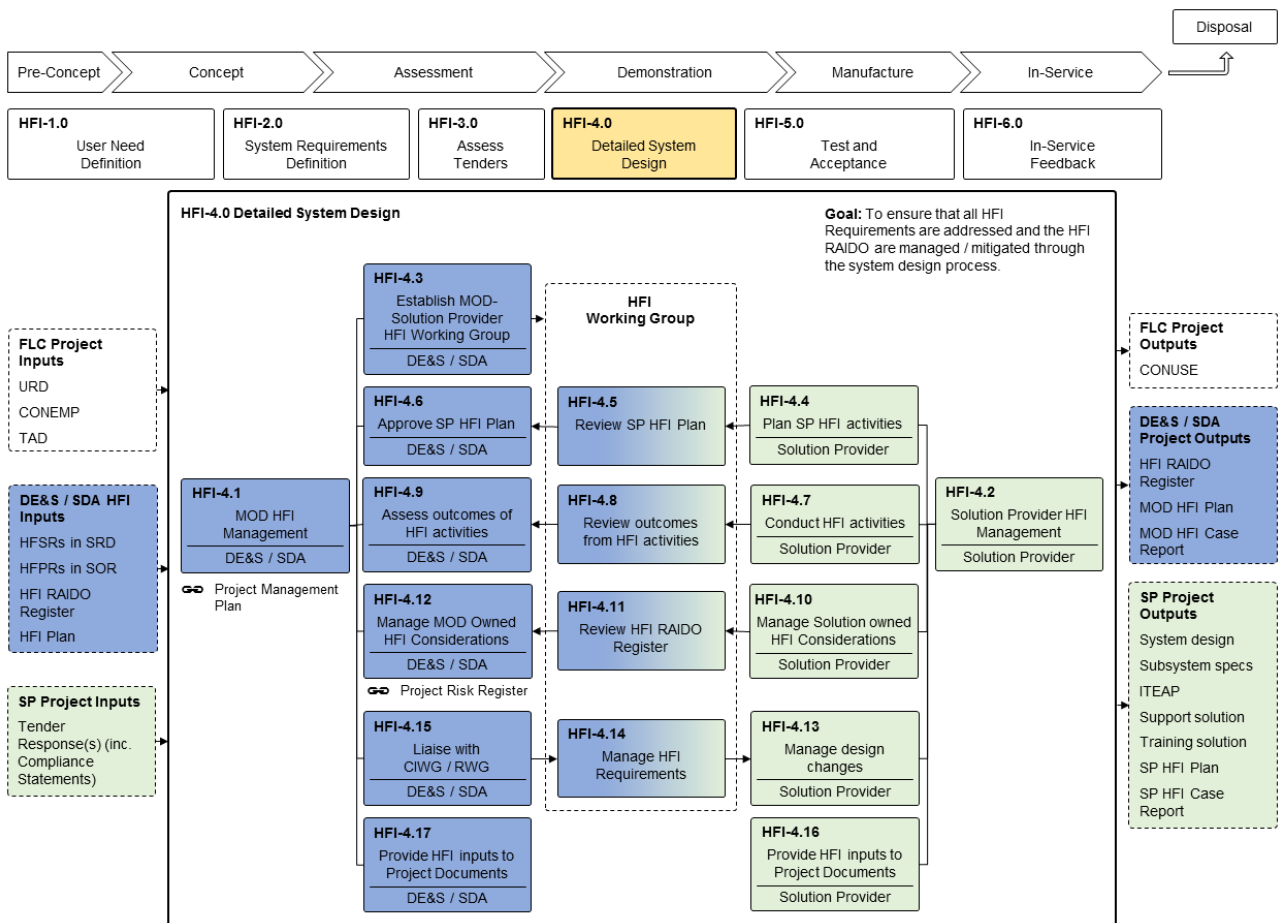 Disposal
Pre-Concept
Concept
Assessment
Demonstration
Manufacture
In-Service
HFI-1.0
User Need
Definition
HFI-2.0
System Requirements
Definition
HFI-3.0
Assess
Tenders
HFI-4.0
Detailed System
Design
HFI-5.0
Test and
Acceptance
HFI-6.0
In-Service
Feedback
HFI-4.0 Detailed System Design
Goal: To ensure that all HFI
Requirements are addressed and the HFI
RAIDO are managed / mitigated through
the system design process.
FLC Project
Inputs
URD
CONEMP
TAD
DE&S / SDA HFI
Inputs
HFSRs in SRD
HFPRs in SOR
HFI RAIDO
Register
HFI Plan
SP Project Inputs
Tender
Response(s) (inc.
Compliance
Statements)
HFI-4.1
MOD HFI
Management
DE&S / SDA
Project Management
Plan
HFI-4.3
Establish MOD-
Solution Provider
HFI Working Group
DE&S / SDA
HFI
Working Group
HFI-4.6
Approve SP HFI Plan
DE&S / SDA
HFI-4.5
Review SP HFI Plan
HFI-4.4
Plan SP HFI activities
Solution Provider
HFI-4.9
Assess outcomes of
HFI activities
DE&S / SDA
HFI-4.8
Review outcomes
from HFI activities
HFI-4.7
Conduct HFI activities
Solution Provider
HFI-4.2
Solution Provider HFI
Management
Solution Provider
HFI-4.12
Manage MOD Owned
HFI Considerations
DE&S / SDA
Project Risk Register
HFI-4.11
Review HFI RAIDO
Register
HFI-4.10
Manage Solution owned
HFI Considerations
Solution Provider
HFI-4.15
Liaise with
CIWG / RWG
DE&S / SDA
HFI-4.14
Manage HFI
Requirements
HFI-4.13
Manage design
changes
Solution Provider
HFI-4.17
Provide HFI inputs to
Project Documents
DE&S / SDA
HFI-4.16
Provide HFI inputs to
Project Documents
Solution Provider
FLC Project
Outputs
CONUSE
DE&S / SDA
Project Outputs
HFI RAIDO
Register
MOD HFI Plan
MOD HFI Case
Report
SP Project
Outputs
System design
Subsystem specs
ITEAP
Support solution
Training solution
SP HFI Plan
SP HFI Case
Report